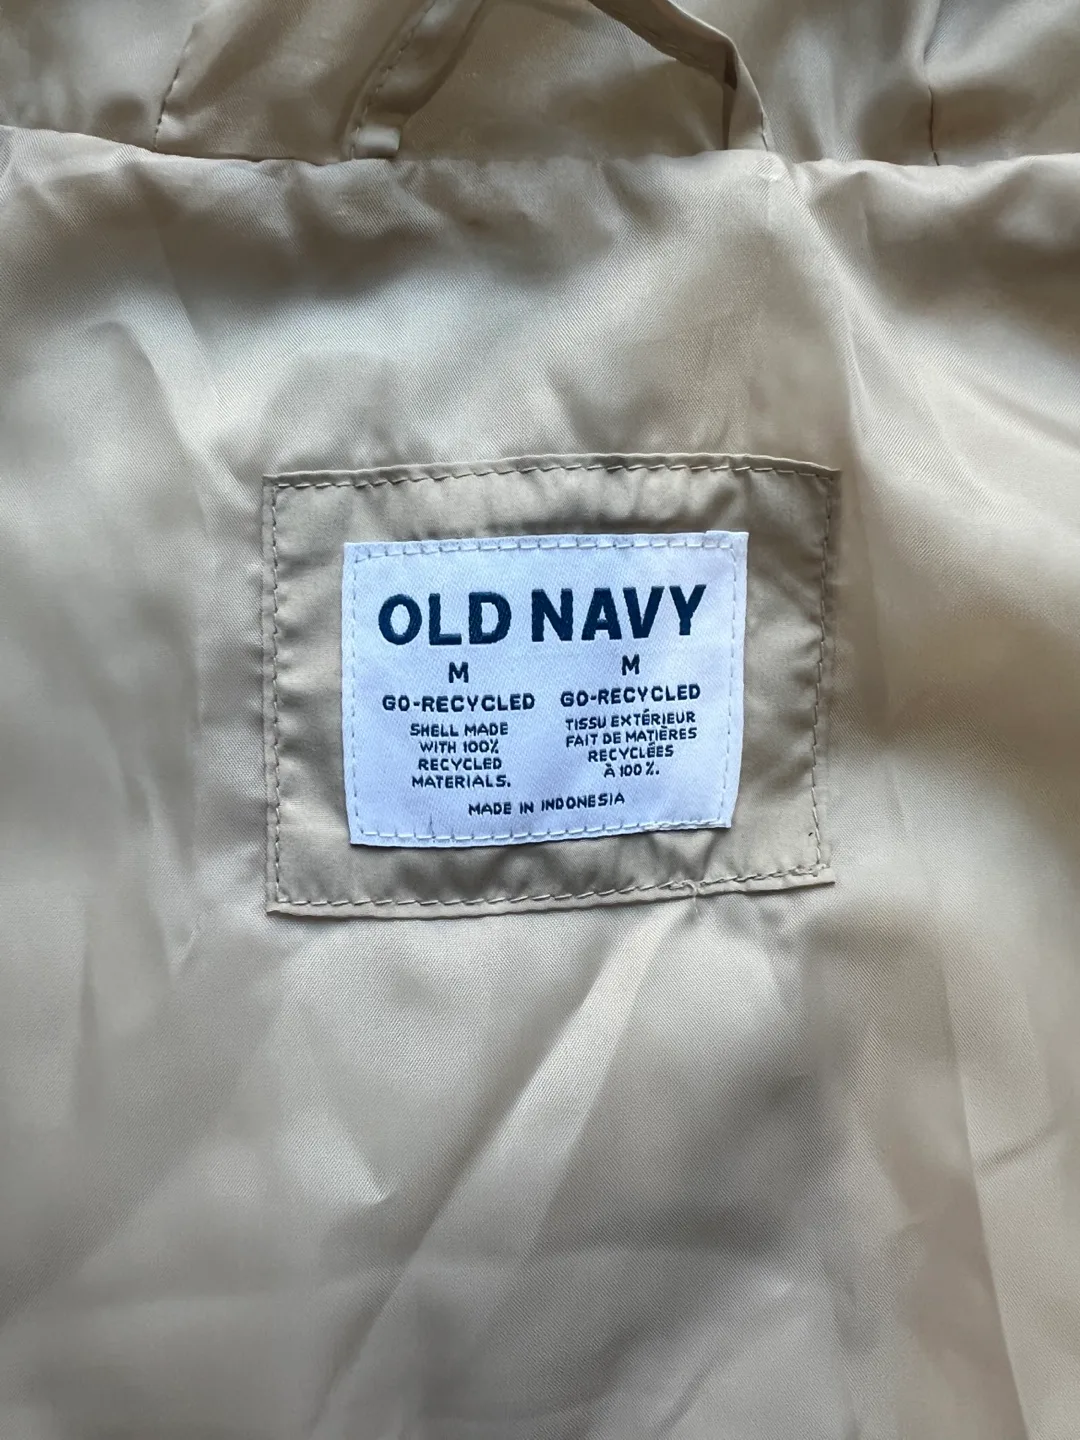 OLD NAVY
M
GO-RECYCLED
SHELL MADE
WITH 100%
RECYCLED
MATERIALS.
M
GO-RECYCLED
TISSU EXTÉRIEUR
FAIT DE MATIÈRES
RECYCLÉES
À 100%.
MADE IN INDONESIA